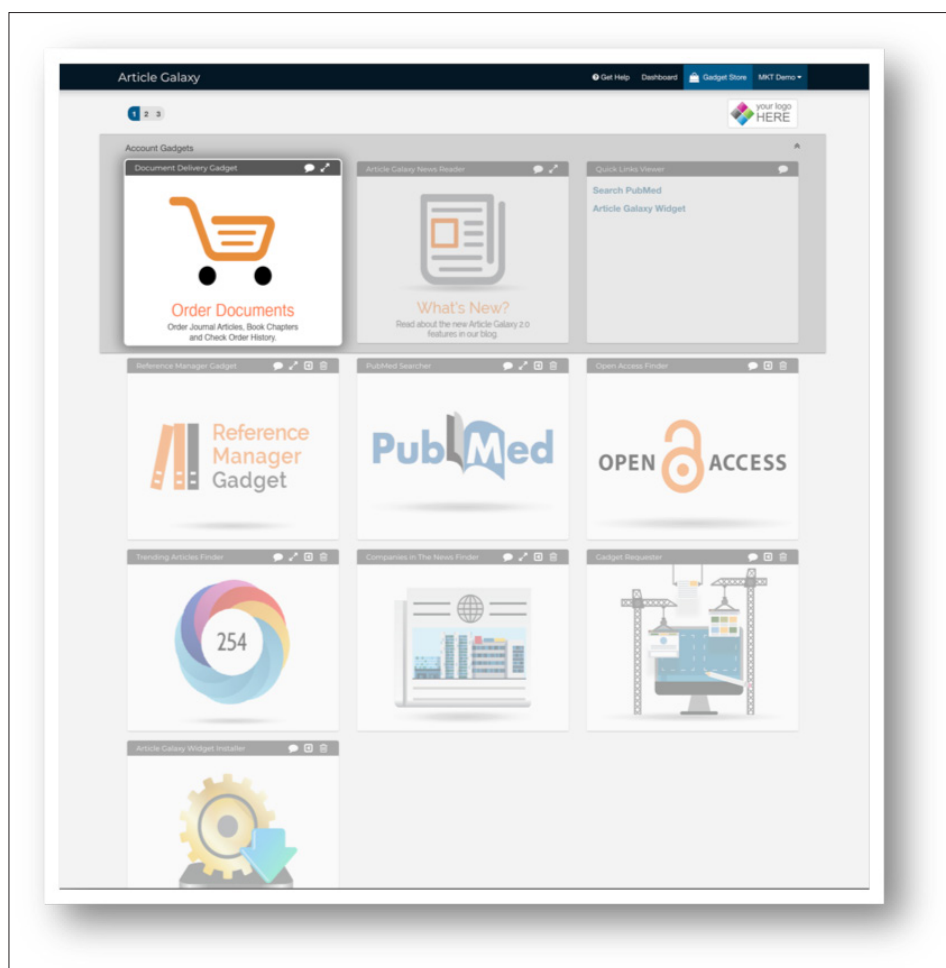 Article Galaxy
Get Help Dashboard Gadget Store MKT Demo
1 2 3
your logo
HERE
Account Gadgets
Document Delivery Gadget
Order Documents
Order Journal Articles, Book Chapters
and Check Order History.
Article Galaxy News Reader
What's New?
Read about the new Article Galaxy 2.0
features in our blog.
Quick Links Viewer
Search PubMed
Article Galaxy Widget
Reference Manager Gadget
Reference
Manager
Gadget
PubMed Searcher
PubMed
Open Access Finder
OPEN ACCESS
Trending Articles Finder
254
Companies in The News Finder
Gadget Requester
Article Galaxy Widget Installer